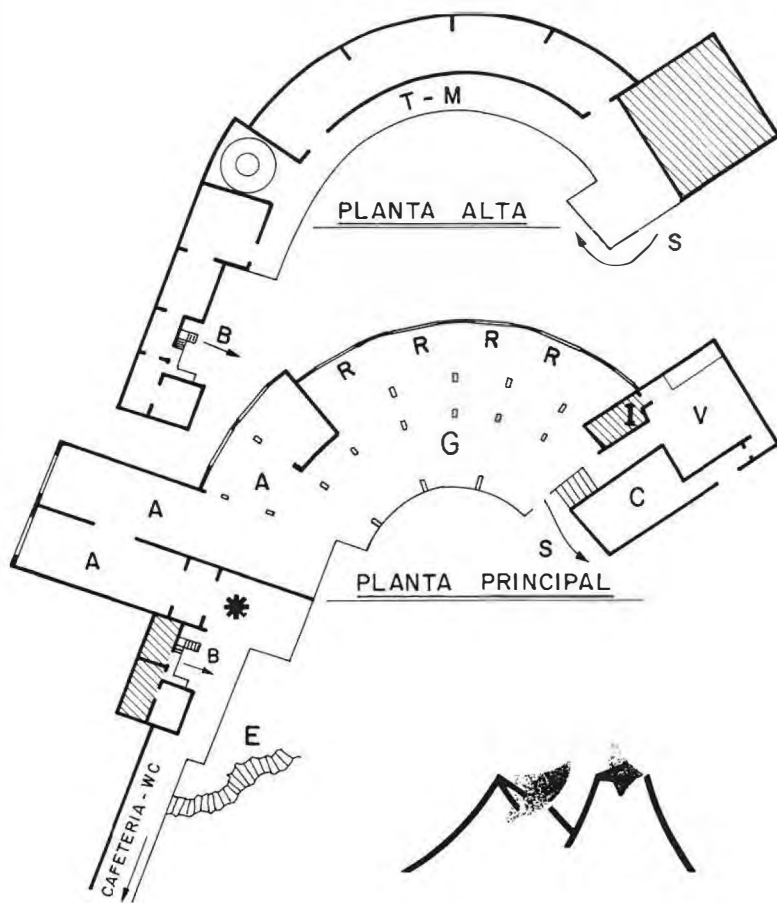 T - M
PLANTA ALTA
S
B
R R R R
I
V
G
A
A
C
A
S
PLANTA PRINCIPAL
B
E
CAFETERIA - WC